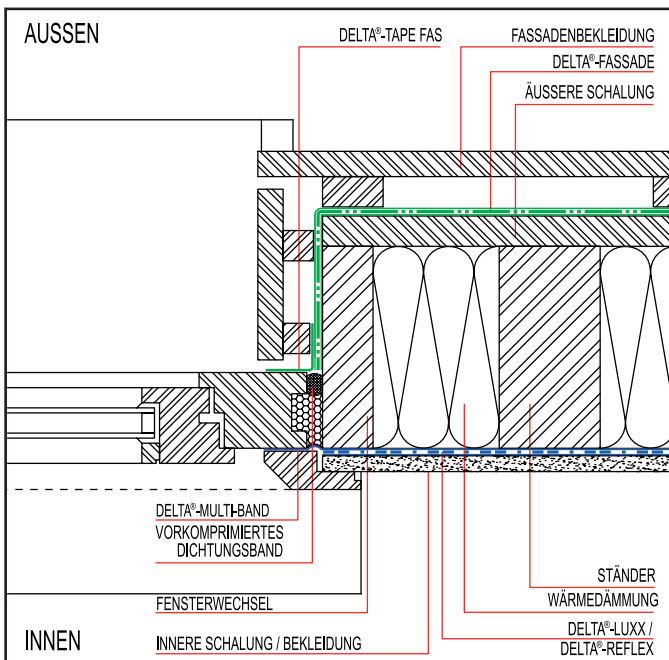 AUSSEN
DELTA®-TAPE FAS
FASSADENBEKLEIDUNG
DELTA®-FASSADE
ÄUSSERE SCHALUNG
DELTA®-MULTI-BAND
VORKOMPRIMIERTES
DICHTUNGSBAND
FENSTERWECHSEL
STÄNDER
WÄRMEDÄMMUNG
DELTA®-LUXX /
DELTA®-REFLEX
INNERE SCHALUNG / BEKLEIDUNG
INNEN